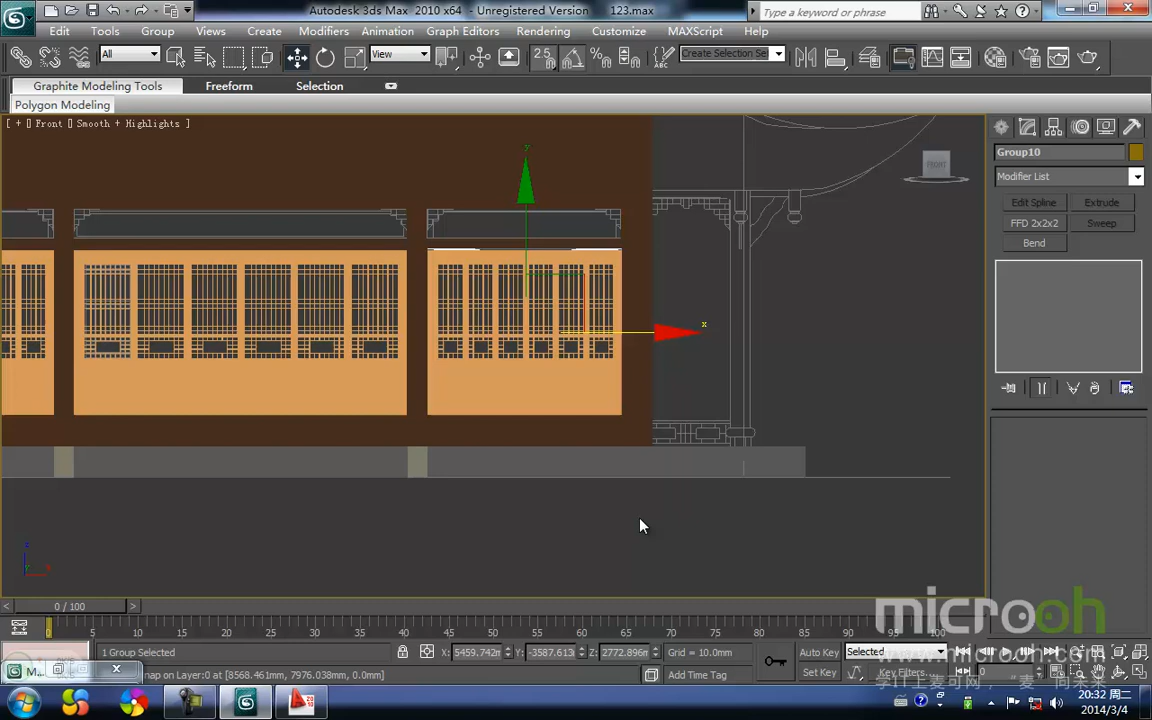 Autodesk 3ds Max 2010 x64 - Unregistered Version 123.max
Type a keyword or phrase
Edit Tools Group Views Create Modifiers Animation Graph Editors Rendering Customize MAXScript Help
All
View
2.5
Create Selection Se
Graphite Modeling Tools Freeform Selection
Polygon Modeling
[ + [] Front [] Smooth + Highlights ]
y
x
FRONT
Group10
Modifier List
Edit Spline Extrude
FFD 2x2x2 Sweep
Bend
0 / 100
0 5 10 15 20 25 30 35 40 45 50 55 60 65 70 75 80 85 90 95 100
microoh
www.microoh.com
1 Group Selected
X: 5459.742m Y: -3587.613m Z: 2772.896m
Grid = 10.0mm
Auto Key Selected
Set Key Key Filters...
0
M...
nap on Layer:0 at [8568.461mm, 7976.038mm, 0.0mm]
Add Time Tag
20:32 周二
2014/3/4